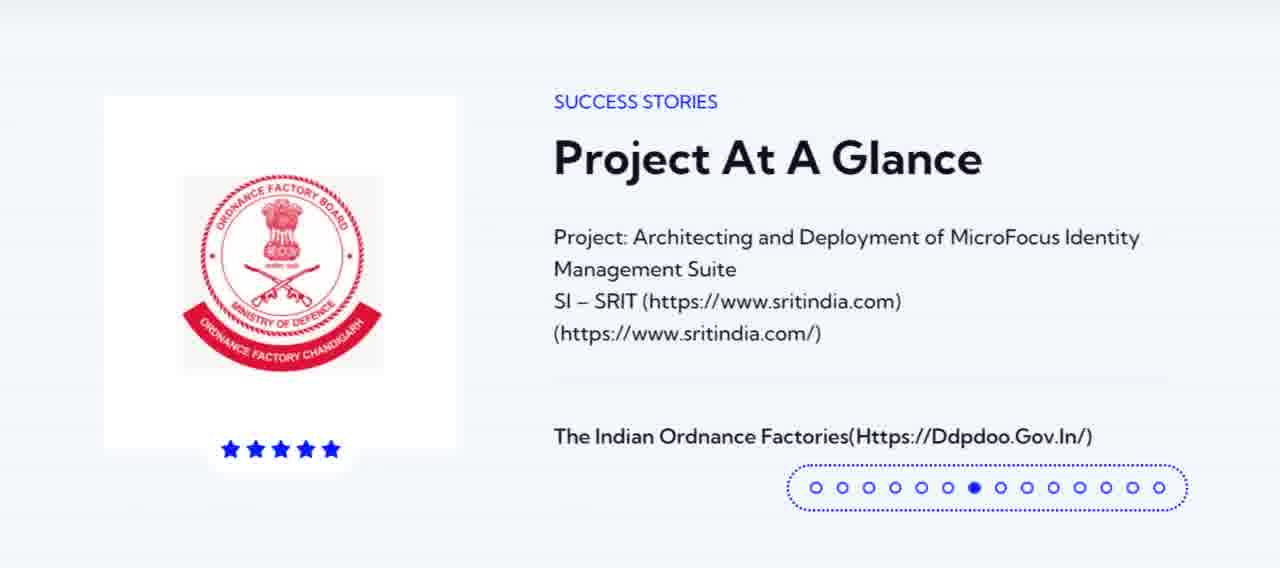 SUCCESS STORIES
Project At A Glance
ORDNANCE FACTORY BOARD
MINISTRY OF DEFENCE
ORDNANCE FACTORY CHANDIGARH
Project: Architecting and Deployment of MicroFocus Identity
Management Suite
SI – SRIT (https://www.sritindia.com)
(https://www.sritindia.com/)
The Indian Ordnance Factories(Https://Ddpdoo.Gov.In/)